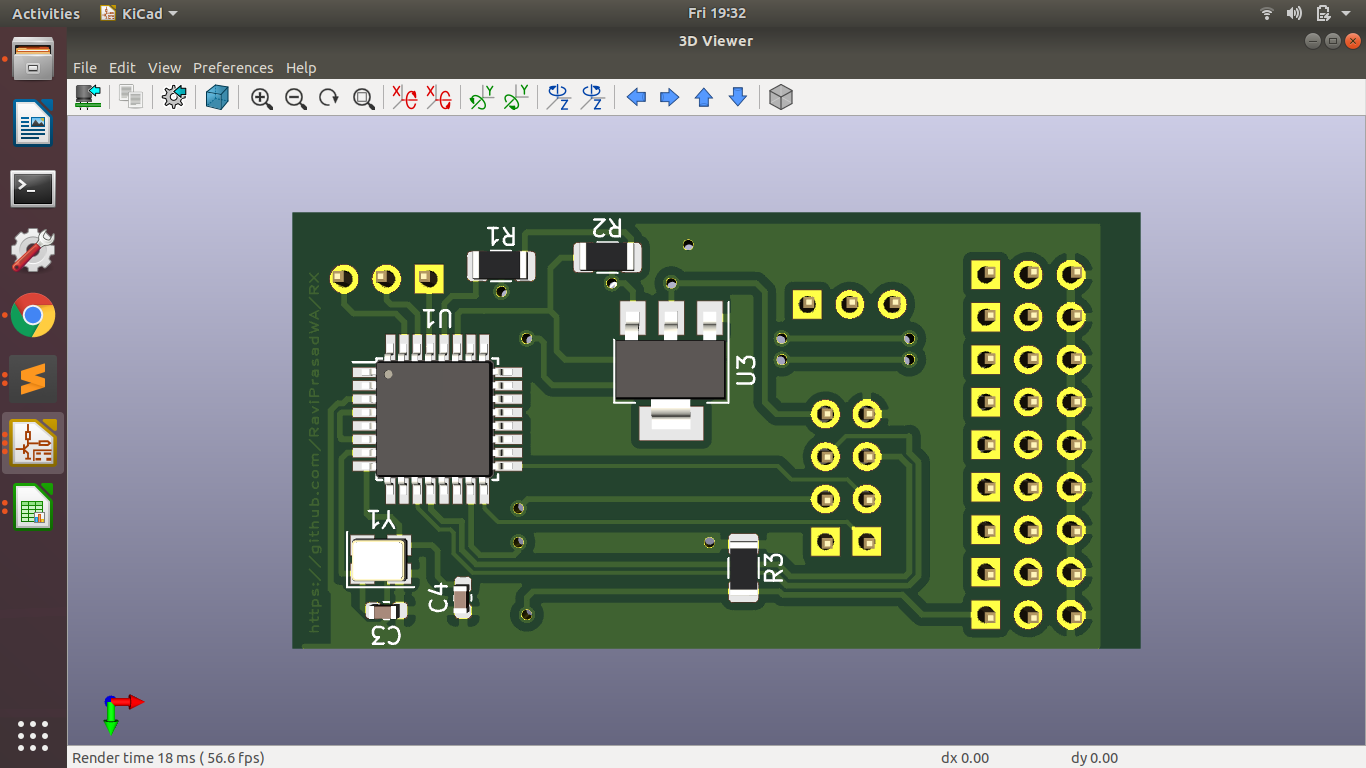 Activities KiCad Fri 19:32
3D Viewer
File Edit View Preferences Help
X X Y Y Z Z
R1 R2
U1
U3
https://github.com/RaviPrasadWA/RX
Y1
R3
C4
C3
Render time 18 ms ( 56.6 fps) dx 0.00 dy 0.00